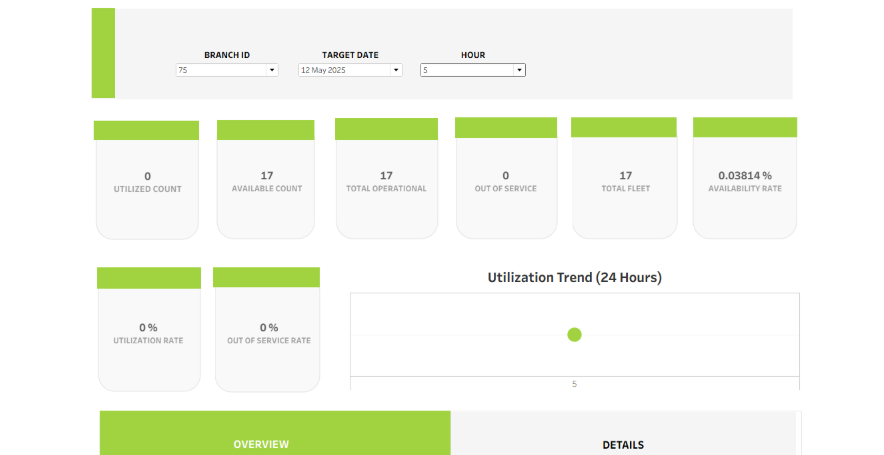 BRANCH ID TARGET DATE HOUR
75 12 May 2025 5
0 17 17 0 17 0.03814 %
UTILIZED COUNT AVAILABLE COUNT TOTAL OPERATIONAL OUT OF SERVICE TOTAL FLEET AVAILABILITY RATE
Utilization Trend (24 Hours)
0 % 0 %
UTILIZATION RATE OUT OF SERVICE RATE
5
OVERVIEW DETAILS